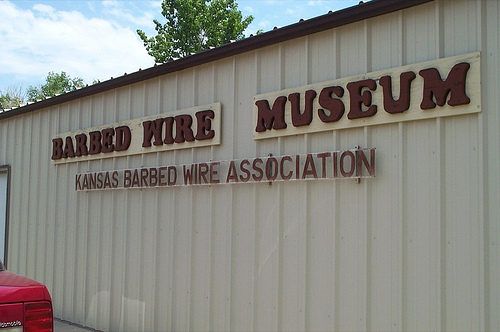 BARBED WIRE MUSEUM
KANSAS BARBED WIRE ASSOCIATION